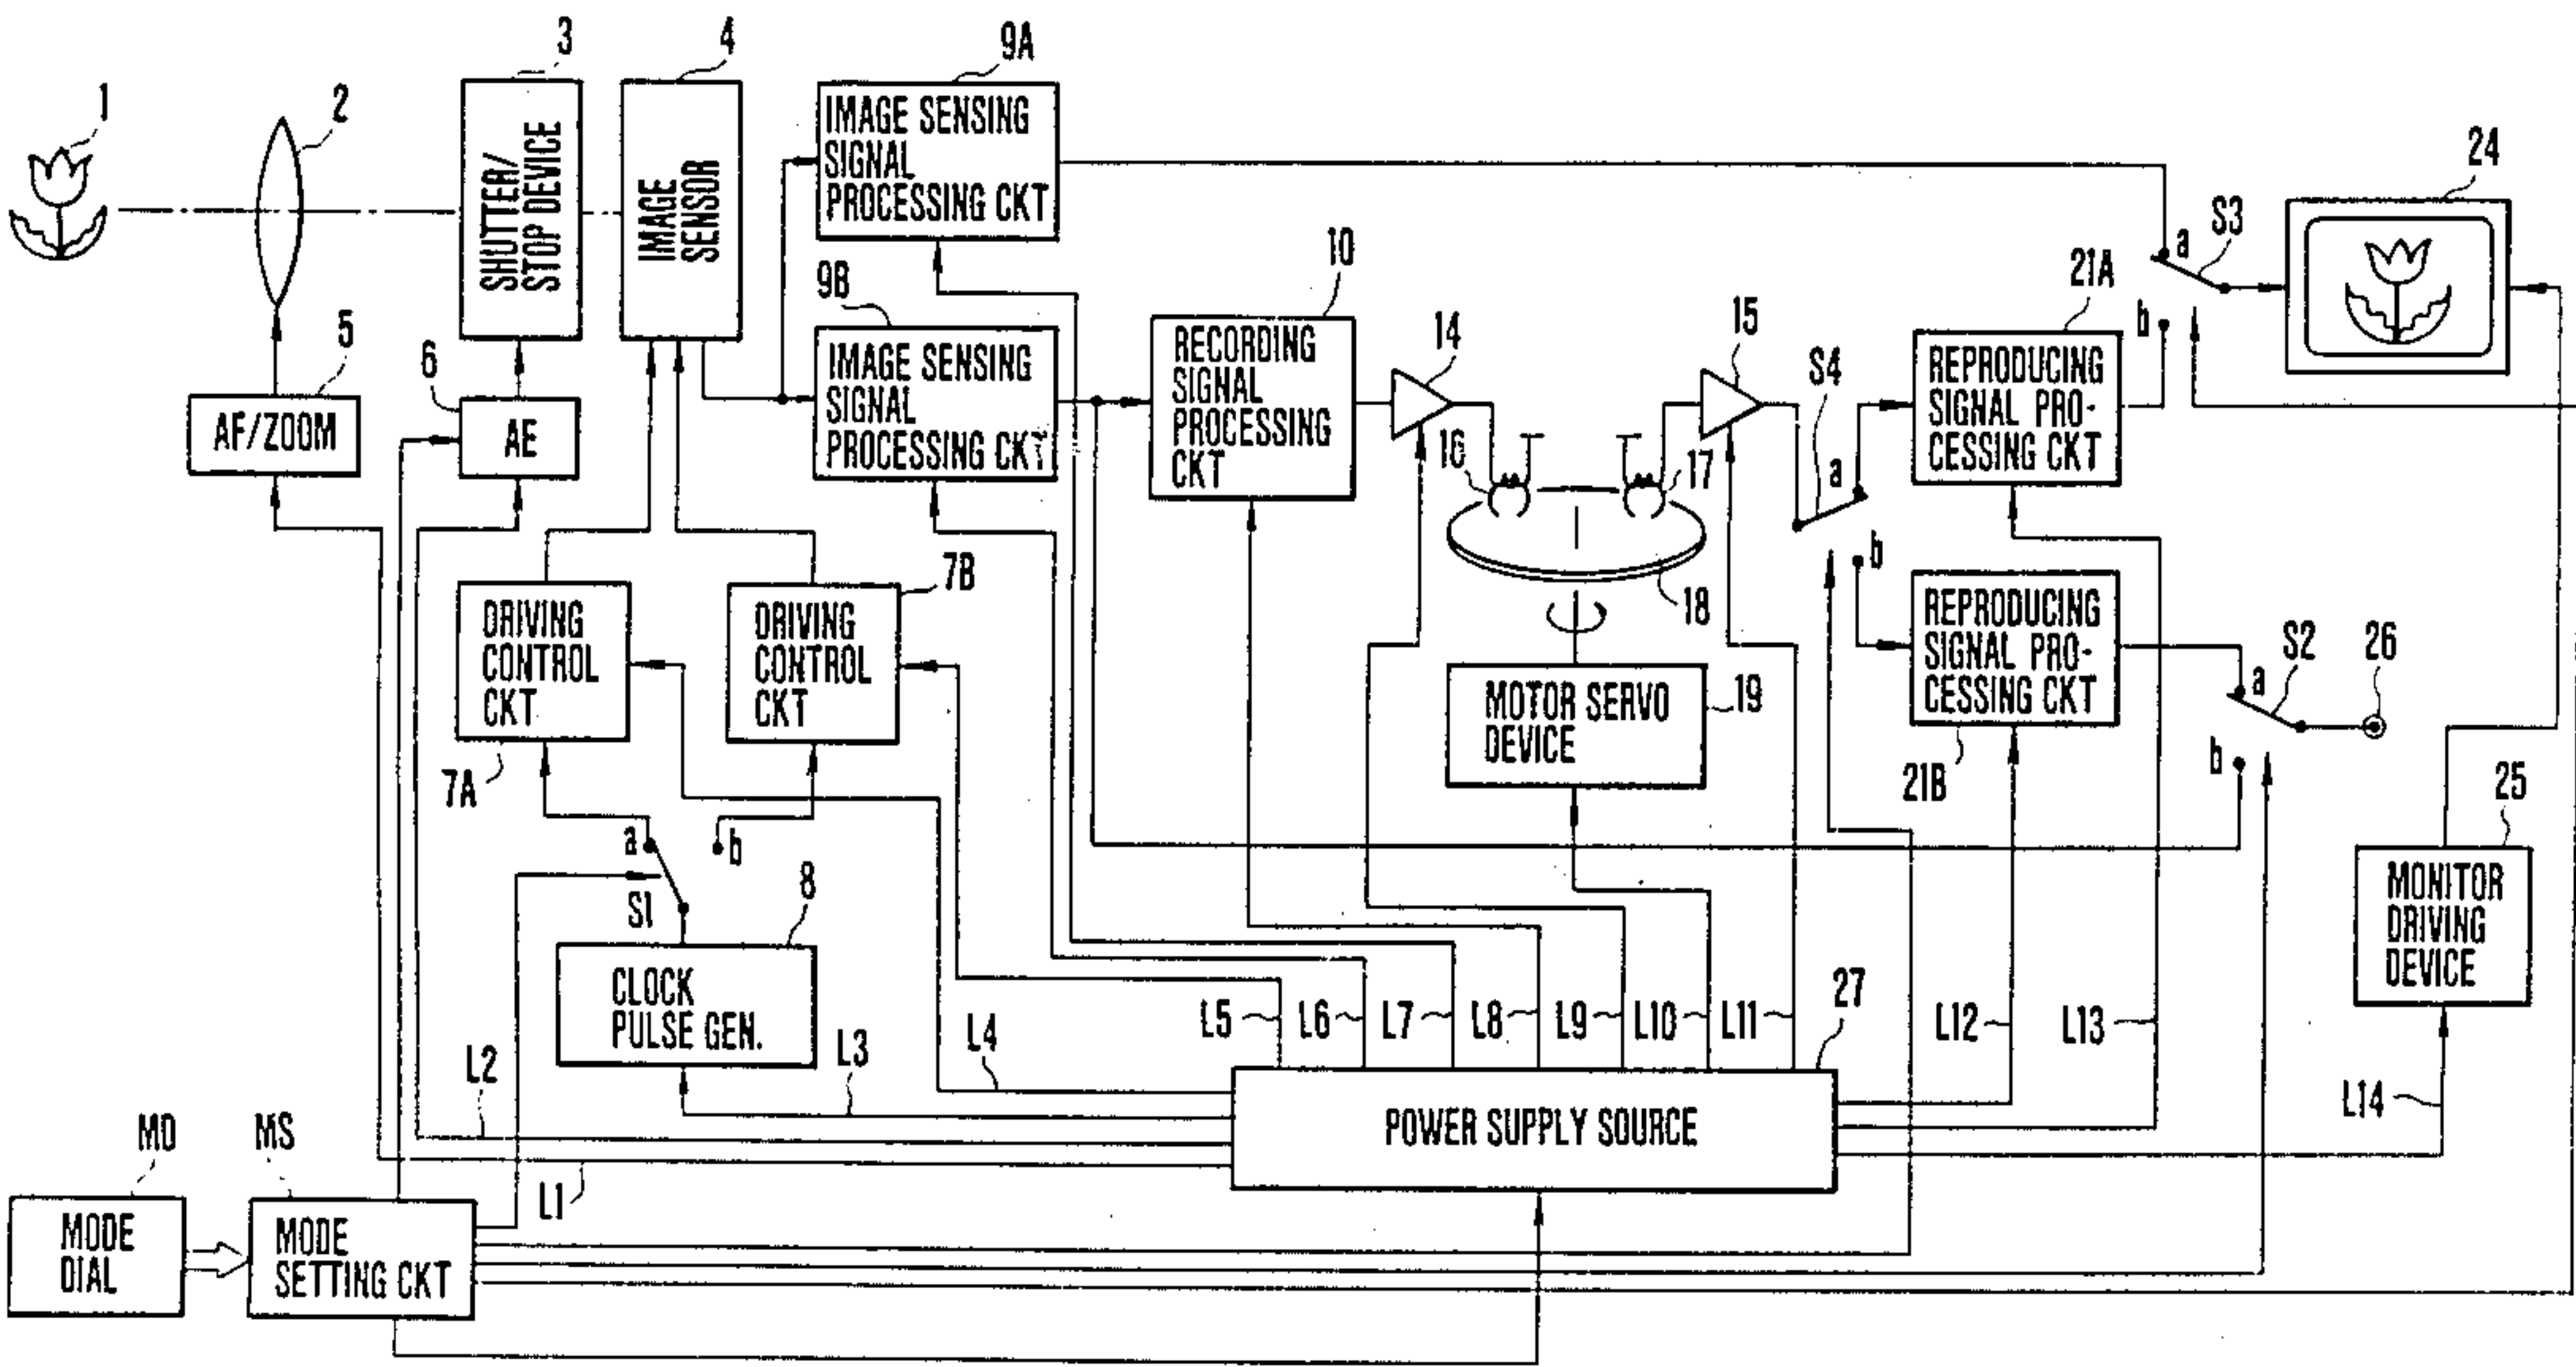 1
2
3
4
9A
SHUTTER/
STOP DEVICE
IMAGE
SENSOR
IMAGE SENSING
SIGNAL
PROCESSING CKT
24
S3
a
b
5
AF/ZOOM
6
AE
9B
IMAGE SENSING
SIGNAL
PROCESSING CKT
10
RECORDING
SIGNAL
PROCESSING
CKT
14
15
16
17
18
S4
a
b
21A
REPRODUCING
SIGNAL PRO-
CESSING CKT
7A
DRIVING
CONTROL
CKT
7B
DRIVING
CONTROL
CKT
MOTOR SERVO
DEVICE
19
REPRODUCING
SIGNAL PRO-
CESSING CKT
21B
S2
a
b
26
a
b
S1
8
CLOCK
PULSE GEN.
25
MONITOR
DRIVING
DEVICE
L1
L2
L3
L4
L5
L6
L7
L8
L9
L10
L11
27
L12
L13
L14
POWER SUPPLY SOURCE
MD
MODE
DIAL
MS
MODE
SETTING CKT